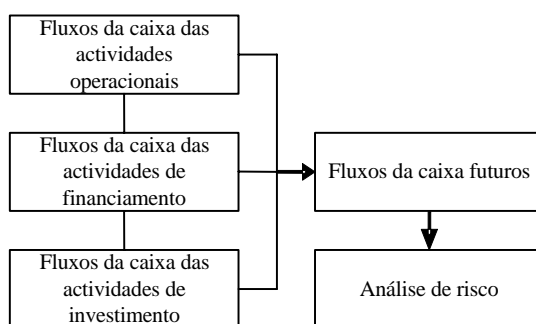 Fluxos da caixa das
actividades
operacionais
Fluxos da caixa das
actividades de
financiamento
Fluxos da caixa futuros
Fluxos da caixa das
actividades de
investimento
Análise de risco